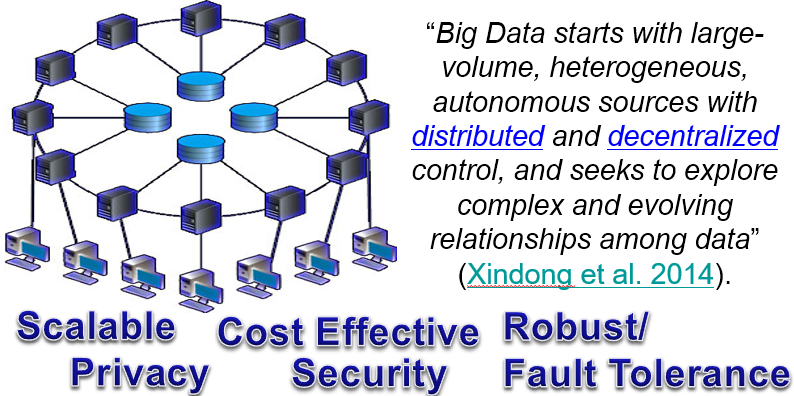 “Big Data starts with large-
volume, heterogeneous,
autonomous sources with
distributed and decentralized
control, and seeks to explore
complex and evolving
relationships among data”
(Xindong et al. 2014).
Scalable
Privacy
Cost Effective
Security
Robust/
Fault Tolerance